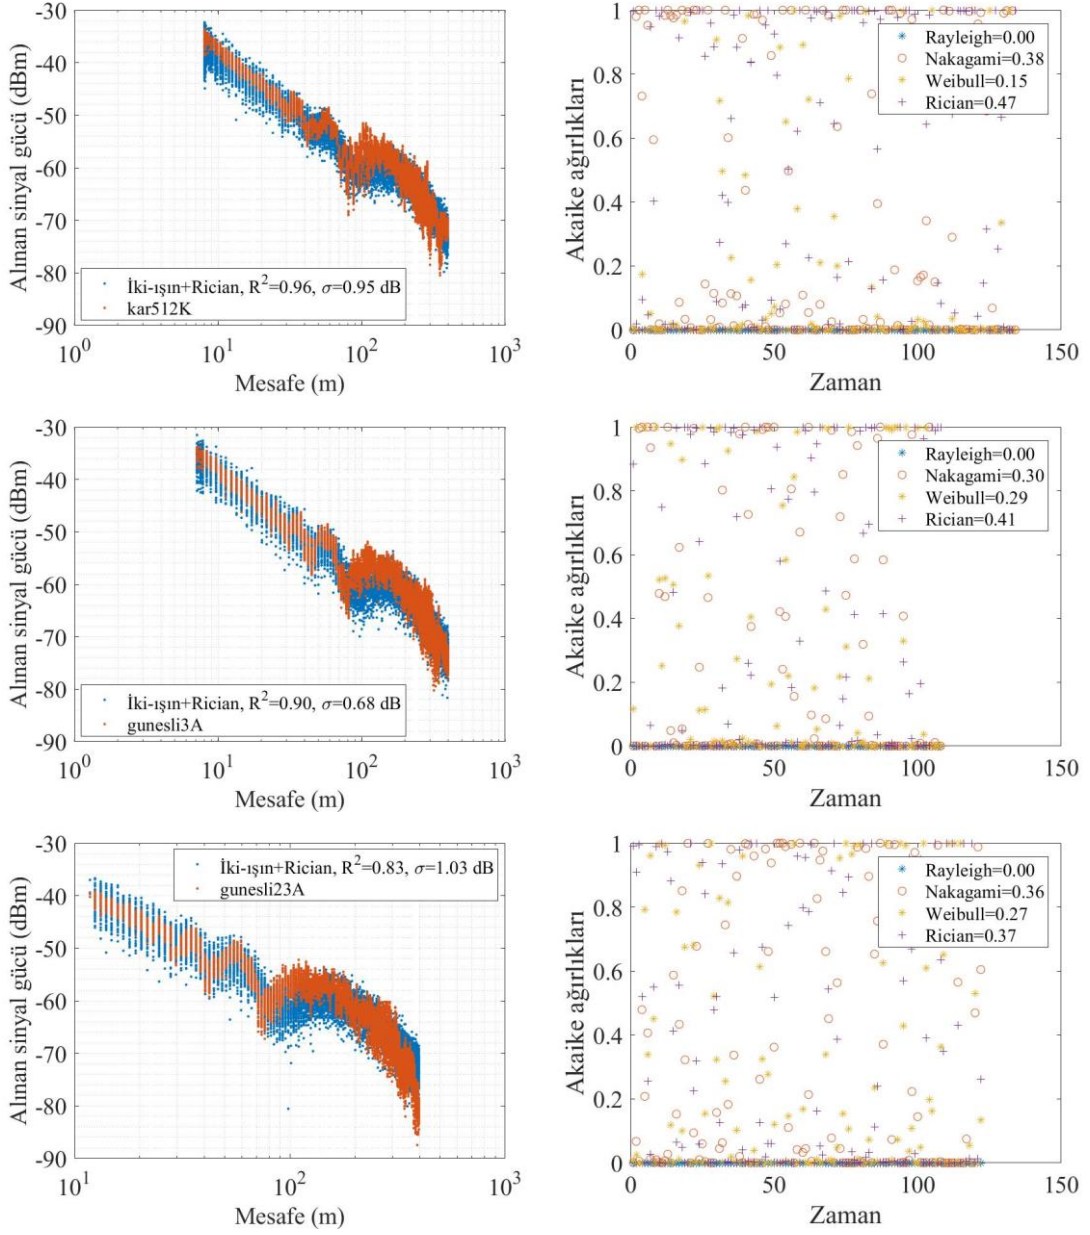 -30
-40
-50
-60
-70
-80
-90
Alınan sinyal gücü (dBm)
İki-ışın+Rician, R²=0.96, σ=0.95 dB
kar512K
10⁰ 10¹ 10² 10³
Mesafe (m)
1
0.8
0.6
0.4
0.2
0
Akaike ağırlıkları
Rayleigh=0.00
Nakagami=0.38
Weibull=0.15
Rician=0.47
0 50 100 150
Zaman
-30
-40
-50
-60
-70
-80
-90
Alınan sinyal gücü (dBm)
İki-ışın+Rician, R²=0.90, σ=0.68 dB
gunesli3A
10⁰ 10¹ 10² 10³
Mesafe (m)
1
0.8
0.6
0.4
0.2
0
Akaike ağırlıkları
Rayleigh=0.00
Nakagami=0.30
Weibull=0.29
Rician=0.41
0 50 100 150
Zaman
-30
-40
-50
-60
-70
-80
-90
Alınan sinyal gücü (dBm)
İki-ışın+Rician, R²=0.83, σ=1.03 dB
gunesli23A
10¹ 10² 10³
Mesafe (m)
1
0.8
0.6
0.4
0.2
0
Akaike ağırlıkları
Rayleigh=0.00
Nakagami=0.36
Weibull=0.27
Rician=0.37
0 50 100 150
Zaman